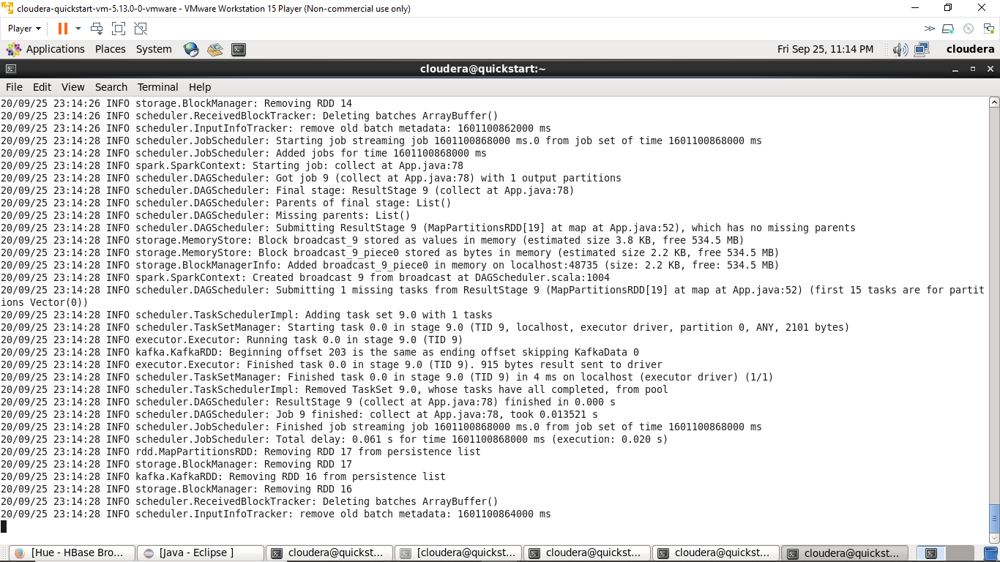 cloudera-quickstart-vm-5.13.0-0-vmware - VMware Workstation 15 Player (Non-commercial use only)
Player
Applications Places System Fri Sep 25, 11:14 PM cloudera
cloudera@quickstart:~
File Edit View Search Terminal Help
20/09/25 23:14:26 INFO storage.BlockManager: Removing RDD 14
20/09/25 23:14:26 INFO scheduler.ReceivedBlockTracker: Deleting batches ArrayBuffer()
20/09/25 23:14:26 INFO scheduler.InputInfoTracker: remove old batch metadata: 1601100862000 ms
20/09/25 23:14:28 INFO scheduler.JobScheduler: Starting job streaming job 1601100868000 ms.0 from job set of time 1601100868000 ms
20/09/25 23:14:28 INFO scheduler.JobScheduler: Added jobs for time 1601100868000 ms
20/09/25 23:14:28 INFO spark.SparkContext: Starting job: collect at App.java:78
20/09/25 23:14:28 INFO scheduler.DAGScheduler: Got job 9 (collect at App.java:78) with 1 output partitions
20/09/25 23:14:28 INFO scheduler.DAGScheduler: Final stage: ResultStage 9 (collect at App.java:78)
20/09/25 23:14:28 INFO scheduler.DAGScheduler: Parents of final stage: List()
20/09/25 23:14:28 INFO scheduler.DAGScheduler: Missing parents: List()
20/09/25 23:14:28 INFO scheduler.DAGScheduler: Submitting ResultStage 9 (MapPartitionsRDD[19] at map at App.java:52), which has no missing parents
20/09/25 23:14:28 INFO storage.MemoryStore: Block broadcast_9 stored as values in memory (estimated size 3.8 KB, free 534.5 MB)
20/09/25 23:14:28 INFO storage.MemoryStore: Block broadcast_9_piece0 stored as bytes in memory (estimated size 2.2 KB, free 534.5 MB)
20/09/25 23:14:28 INFO storage.BlockManagerInfo: Added broadcast_9_piece0 in memory on localhost:48735 (size: 2.2 KB, free: 534.5 MB)
20/09/25 23:14:28 INFO spark.SparkContext: Created broadcast 9 from broadcast at DAGScheduler.scala:1004
20/09/25 23:14:28 INFO scheduler.DAGScheduler: Submitting 1 missing tasks from ResultStage 9 (MapPartitionsRDD[19] at map at App.java:52) (first 15 tasks are for partit
ions Vector(0))
20/09/25 23:14:28 INFO scheduler.TaskSchedulerImpl: Adding task set 9.0 with 1 tasks
20/09/25 23:14:28 INFO scheduler.TaskSetManager: Starting task 0.0 in stage 9.0 (TID 9, localhost, executor driver, partition 0, ANY, 2101 bytes)
20/09/25 23:14:28 INFO executor.Executor: Running task 0.0 in stage 9.0 (TID 9)
20/09/25 23:14:28 INFO kafka.KafkaRDD: Beginning offset 203 is the same as ending offset skipping KafkaData 0
20/09/25 23:14:28 INFO executor.Executor: Finished task 0.0 in stage 9.0 (TID 9). 915 bytes result sent to driver
20/09/25 23:14:28 INFO scheduler.TaskSetManager: Finished task 0.0 in stage 9.0 (TID 9) in 4 ms on localhost (executor driver) (1/1)
20/09/25 23:14:28 INFO scheduler.TaskSchedulerImpl: Removed TaskSet 9.0, whose tasks have all completed, from pool
20/09/25 23:14:28 INFO scheduler.DAGScheduler: ResultStage 9 (collect at App.java:78) finished in 0.000 s
20/09/25 23:14:28 INFO scheduler.DAGScheduler: Job 9 finished: collect at App.java:78, took 0.013521 s
20/09/25 23:14:28 INFO scheduler.JobScheduler: Finished job streaming job 1601100868000 ms.0 from job set of time 1601100868000 ms
20/09/25 23:14:28 INFO scheduler.JobScheduler: Total delay: 0.061 s for time 1601100868000 ms (execution: 0.020 s)
20/09/25 23:14:28 INFO rdd.MapPartitionsRDD: Removing RDD 17 from persistence list
20/09/25 23:14:28 INFO storage.BlockManager: Removing RDD 17
20/09/25 23:14:28 INFO kafka.KafkaRDD: Removing RDD 16 from persistence list
20/09/25 23:14:28 INFO storage.BlockManager: Removing RDD 16
20/09/25 23:14:28 INFO scheduler.ReceivedBlockTracker: Deleting batches ArrayBuffer()
20/09/25 23:14:28 INFO scheduler.InputInfoTracker: remove old batch metadata: 1601100864000 ms
[Hue - HBase Bro... [Java - Eclipse ] cloudera@quickst... [cloudera@quickst... cloudera@quickst... cloudera@quickst... cloudera@quickst...